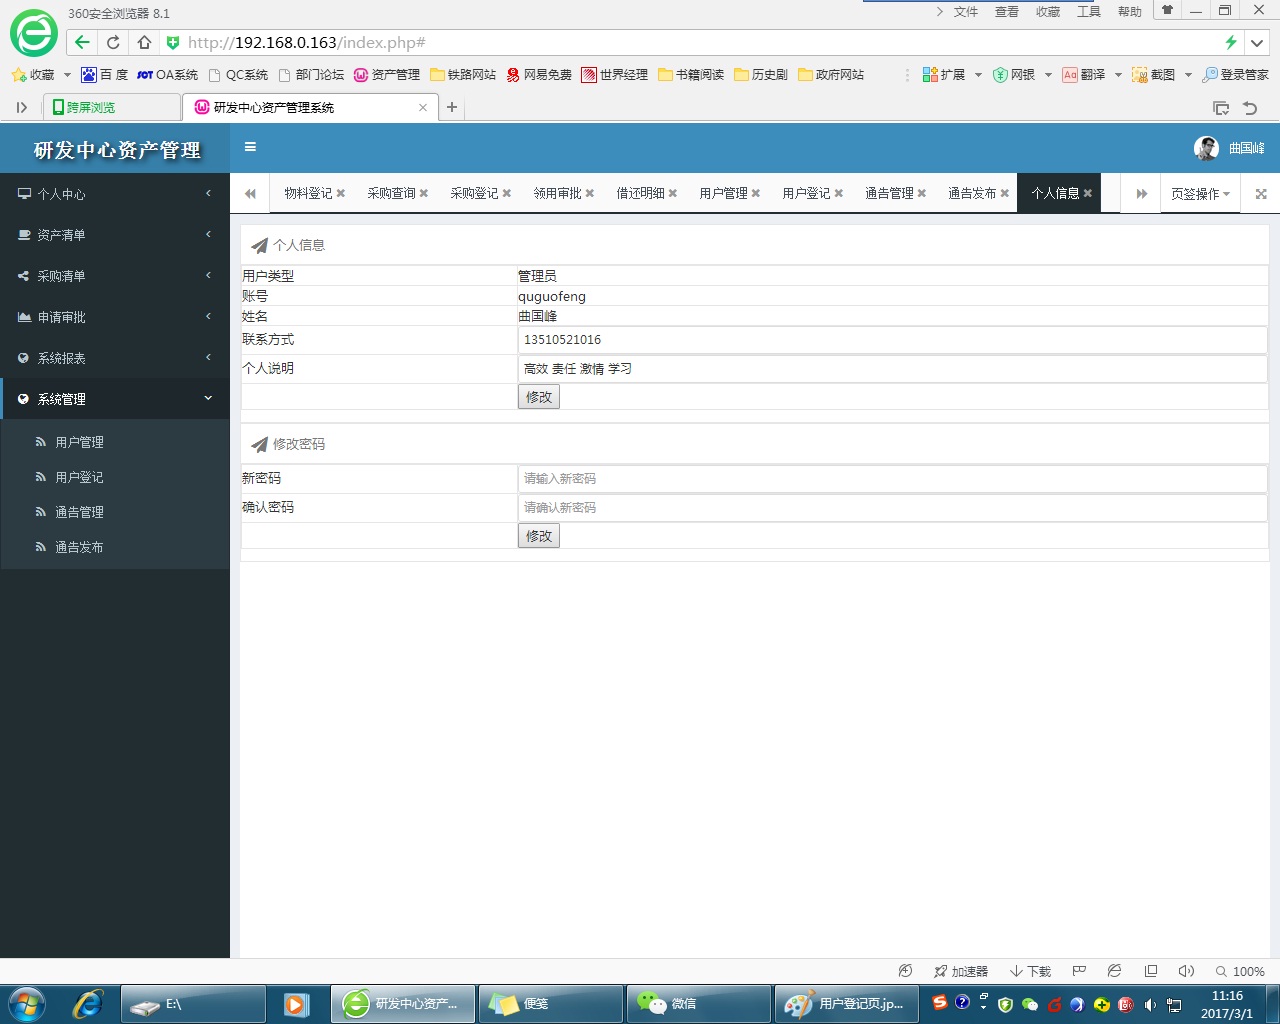 360安全浏览器 8.1
文件 查看 收藏 工具 帮助
http://192.168.0.163/index.php#
收藏 百度 SOT OA系统 QC系统 部门论坛 资产管理 铁路网站 网易免费 世界经理 书籍阅读 历史剧 政府网站 扩展 网银 Aa 翻译 截图 登录管家
跨屏浏览 研发中心资产管理系统
研发中心资产管理 曲国峰
物料登记 采购查询 采购登记 领用审批 借还明细 用户管理 用户登记 通告管理 通告发布 个人信息 页签操作
个人中心
资产清单
采购清单
申请审批
系统报表
系统管理
用户管理
用户登记
通告管理
通告发布
个人信息
用户类型 管理员
账号 quguofeng
姓名 曲国峰
联系方式 13510521016
个人说明 高效 责任 激情 学习
修改
修改密码
新密码 请输入新密码
确认密码 请确认新密码
修改
加速器 下载 100%
E:\ 研发中心资产... 便笺 微信 用户登记页.jp... 11:16
2017/3/1